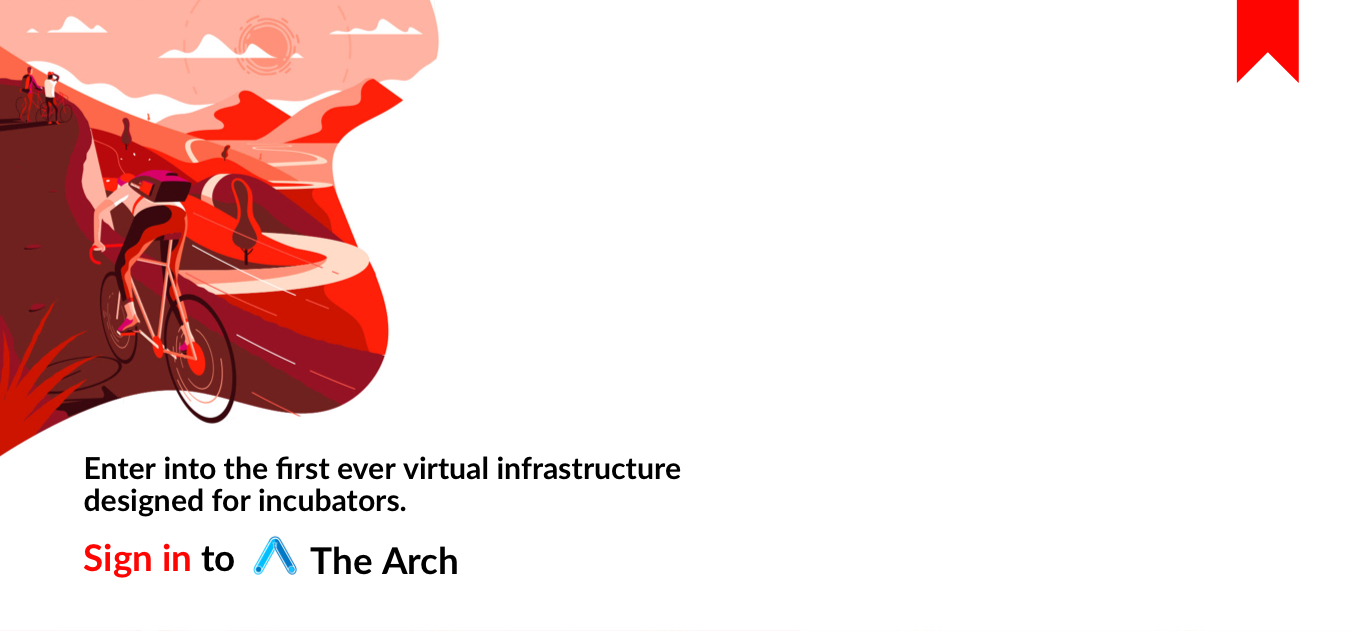 Enter into the first ever virtual infrastructure
designed for incubators.
Sign in to The Arch